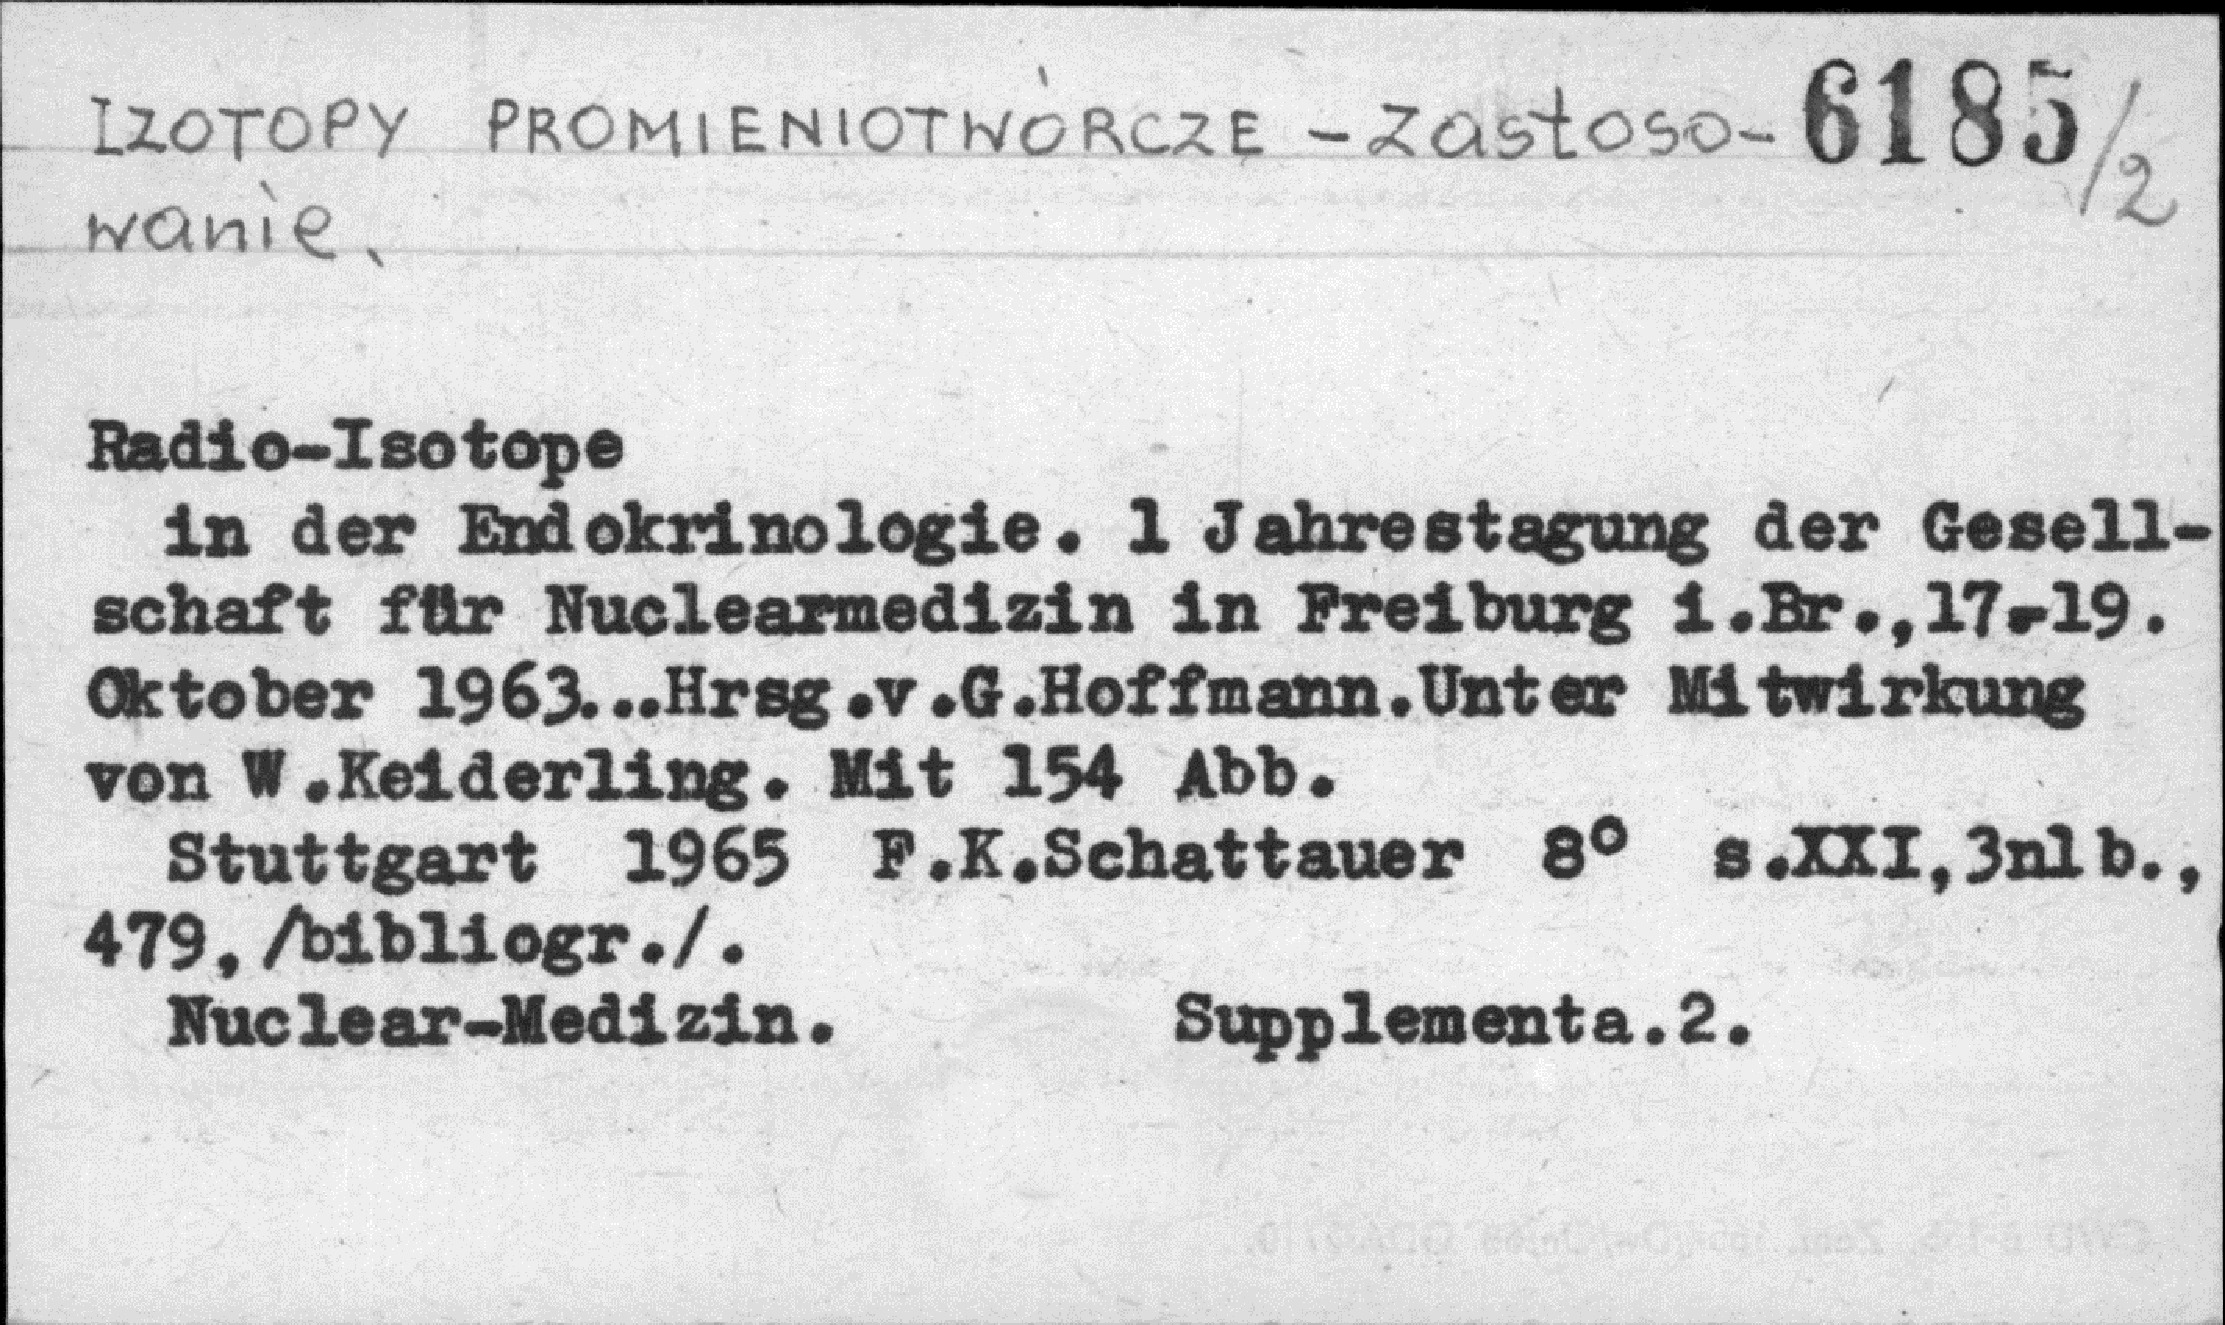 IZOTOPY PROMIENIOTWÓRCZE - zastoso- 6185/2
wanie.
Radio-Isotope
in der Endokrinologie. 1 Jahrestagung der Gesell-
schaft für Nuclearmedizin in Freiburg i.Br.,17.-19.
Oktober 1963...Hrsg.v.G.Hoffmann.Unter Mitwirkung
von W.Keiderling. Mit 154 Abb.
Stuttgart 1965 F.K.Schattauer 8° s.XXI,3nlb.,
479,/bibliogr./.
Nuclear-Medizin. Supplementa.2.